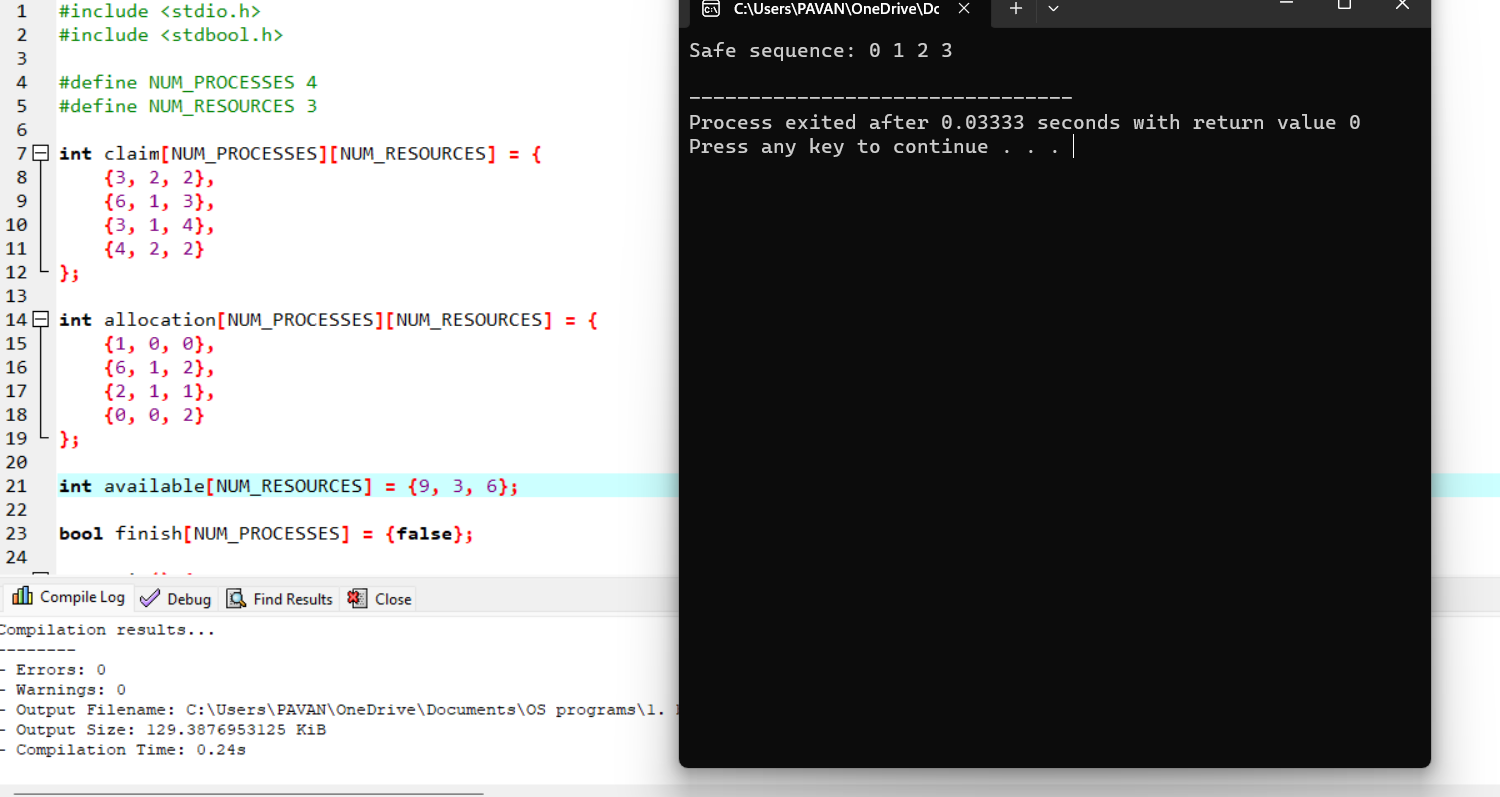 1 #include <stdio.h>
2 #include <stdbool.h>
3
4 #define NUM_PROCESSES 4
5 #define NUM_RESOURCES 3
6
7 int claim[NUM_PROCESSES][NUM_RESOURCES] = {
8 {3, 2, 2},
9 {6, 1, 3},
10 {3, 1, 4},
11 {4, 2, 2}
12 };
13
14 int allocation[NUM_PROCESSES][NUM_RESOURCES] = {
15 {1, 0, 0},
16 {6, 1, 2},
17 {2, 1, 1},
18 {0, 0, 2}
19 };
20
21 int available[NUM_RESOURCES] = {9, 3, 6};
22
23 bool finish[NUM_PROCESSES] = {false};
24
Compile Log Debug Find Results Close
Compilation results...
--------
- Errors: 0
- Warnings: 0
- Output Filename: C:\Users\PAVAN\OneDrive\Documents\OS programs\1.
- Output Size: 129.3876953125 KiB
- Compilation Time: 0.24s
C:\Users\PAVAN\OneDrive\Dc
Safe sequence: 0 1 2 3
--------------------------------
Process exited after 0.03333 seconds with return value 0
Press any key to continue . . .